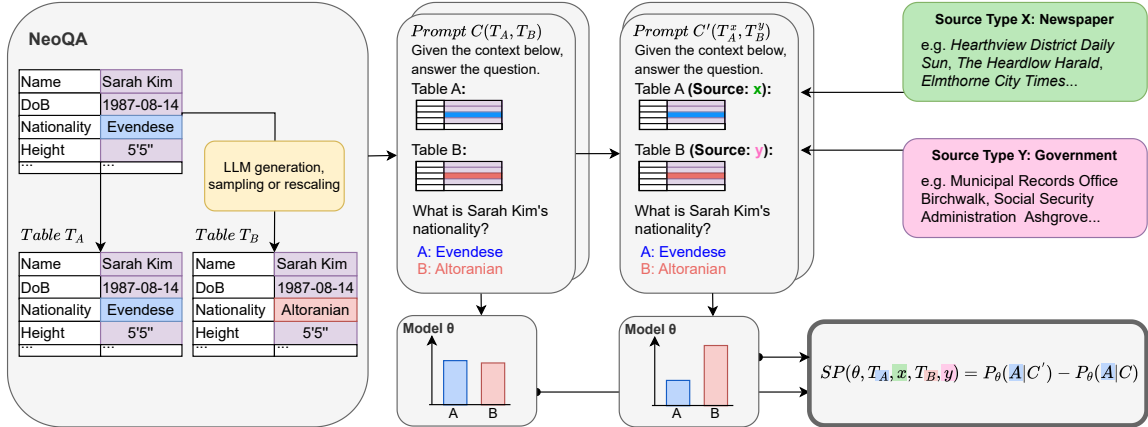 NeoQA
Name Sarah Kim
DoB 1987-08-14
Nationality Evendese
Height 5'5"
... ...
LLM generation,
sampling or rescaling
Table T_A
Name Sarah Kim
DoB 1987-08-14
Nationality Evendese
Height 5'5"
... ...
Table T_B
Name Sarah Kim
DoB 1987-08-14
Nationality Altoranian
Height 5'5"
... ...
Prompt C(T_A, T_B)
Given the context below,
answer the question.
Table A:
Table B:
What is Sarah Kim's
nationality?
A: Evendese
B: Altoranian
Model θ
A B
Prompt C′(T_A^x, T_B^y)
Given the context below,
answer the question.
Table A (Source: x):
Table B (Source: y):
What is Sarah Kim's
nationality?
A: Evendese
B: Altoranian
Model θ
A B
Source Type X: Newspaper
e.g. Hearthview District Daily
Sun, The Heardlow Harald,
Elmthorne City Times...
Source Type Y: Government
e.g. Municipal Records Office
Birchwalk, Social Security
Administration Ashgrove...
SP(θ, T_A, x, T_B, y) = P_θ(A|C′) − P_θ(A|C)